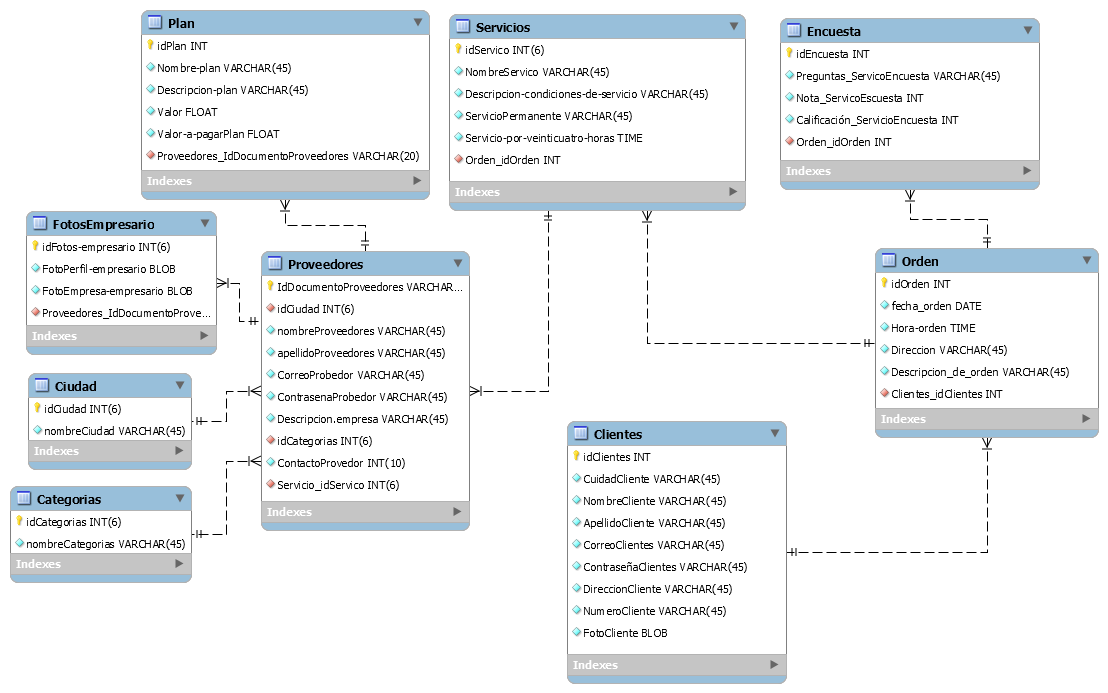 Plan
idPlan INT
Nombre-plan VARCHAR(45)
Descripcion-plan VARCHAR(45)
Valor FLOAT
Valor-a-pagarPlan FLOAT
Proveedores_IdDocumentoProveedores VARCHAR(20)
Indexes
Servicios
idServico INT(6)
NombreServico VARCHAR(45)
Descripcion-condiciones-de-servicio VARCHAR(45)
ServicioPermanente VARCHAR(45)
Servicio-por-veinticuatro-horas TIME
Orden_idOrden INT
Indexes
Encuesta
idEncuesta INT
Preguntas_ServicoEncuesta VARCHAR(45)
Nota_ServicoEscuesta INT
Calificación_ServicioEncuesta INT
Orden_idOrden INT
Indexes
FotosEmpresario
idFotos-empresario INT(6)
FotoPerfil-empresario BLOB
FotoEmpresa-empresario BLOB
Proveedores_IdDocumentoProve...
Indexes
Proveedores
IdDocumentoProveedores VARCHAR...
idCiudad INT(6)
nombreProveedores VARCHAR(45)
apellidoProveedores VARCHAR(45)
CorreoProbedor VARCHAR(45)
ContrasenaProbedor VARCHAR(45)
Descripcion.empresa VARCHAR(45)
idCategorias INT(6)
ContactoProvedor INT(10)
Servicio_idServico INT(6)
Indexes
Orden
idOrden INT
fecha_orden DATE
Hora-orden TIME
Direccion VARCHAR(45)
Descripcion_de_orden VARCHAR(45)
Clientes_idClientes INT
Indexes
Ciudad
idCiudad INT(6)
nombreCiudad VARCHAR(45)
Indexes
Categorias
idCategorias INT(6)
nombreCategorias VARCHAR(45)
Indexes
Clientes
idClientes INT
CuidadCliente VARCHAR(45)
NombreCliente VARCHAR(45)
ApellidoCliente VARCHAR(45)
CorreoClientes VARCHAR(45)
ContraseñaClientes VARCHAR(45)
DireccionCliente VARCHAR(45)
NumeroCliente VARCHAR(45)
FotoCliente BLOB
Indexes